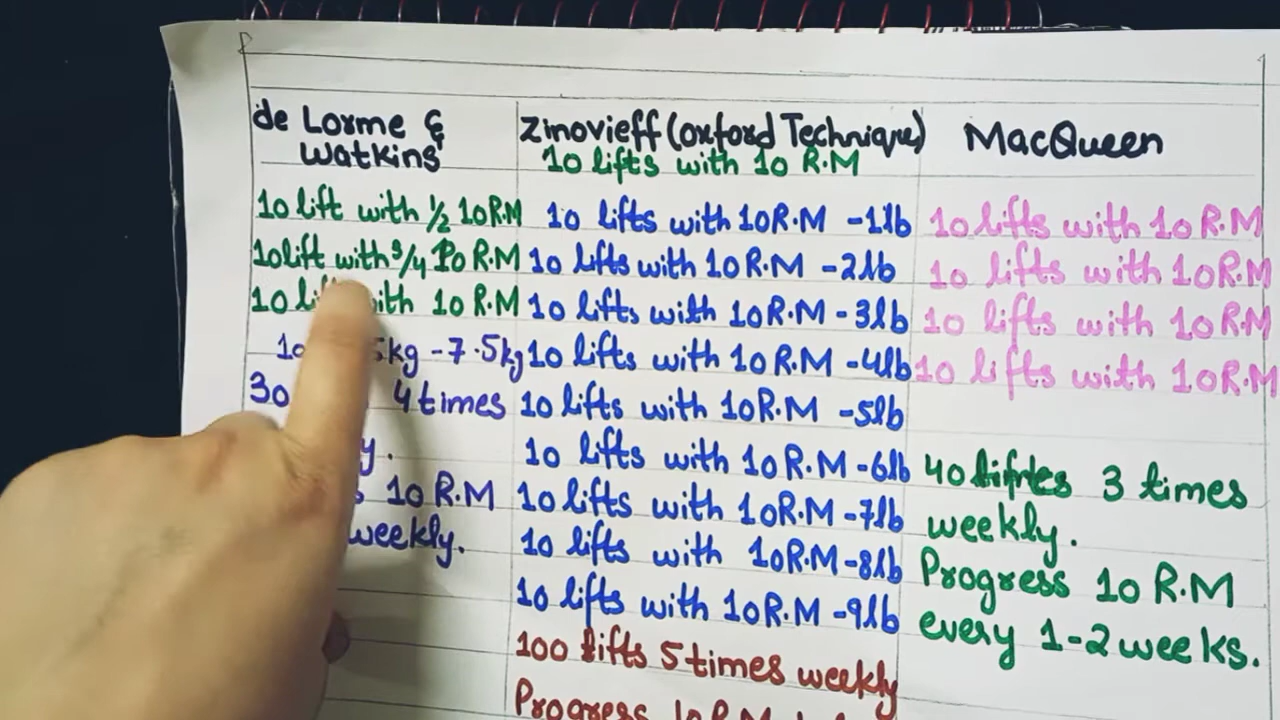 de Lorme &
Watkins
10 lift with 1/2 10 R.M
10 lift with 3/4 10 R.M
10 with 10 R.M
5kg - 7.5kg
30 4 times
10 R.M
weekly.
Zinovieff (Oxford Technique)
10 lifts with 10 R.M
10 lifts with 10 R.M - 1lb
10 lifts with 10 R.M - 2lb
10 lifts with 10 R.M - 3lb
10 lifts with 10 R.M - 4lb
10 lifts with 10 R.M - 5lb
10 lifts with 10 R.M - 6lb
10 lifts with 10 R.M - 7lb
10 lifts with 10 R.M - 8lb
10 lifts with 10 R.M - 9lb
100 lifts 5 times weekly
Progress 10 R.M
MacQueen
10 lifts with 10 R.M
10 lifts with 10 R.M
10 lifts with 10 R.M
10 lifts with 10 R.M
40 3 times
weekly.
Progress 10 R.M
every 1-2 weeks.